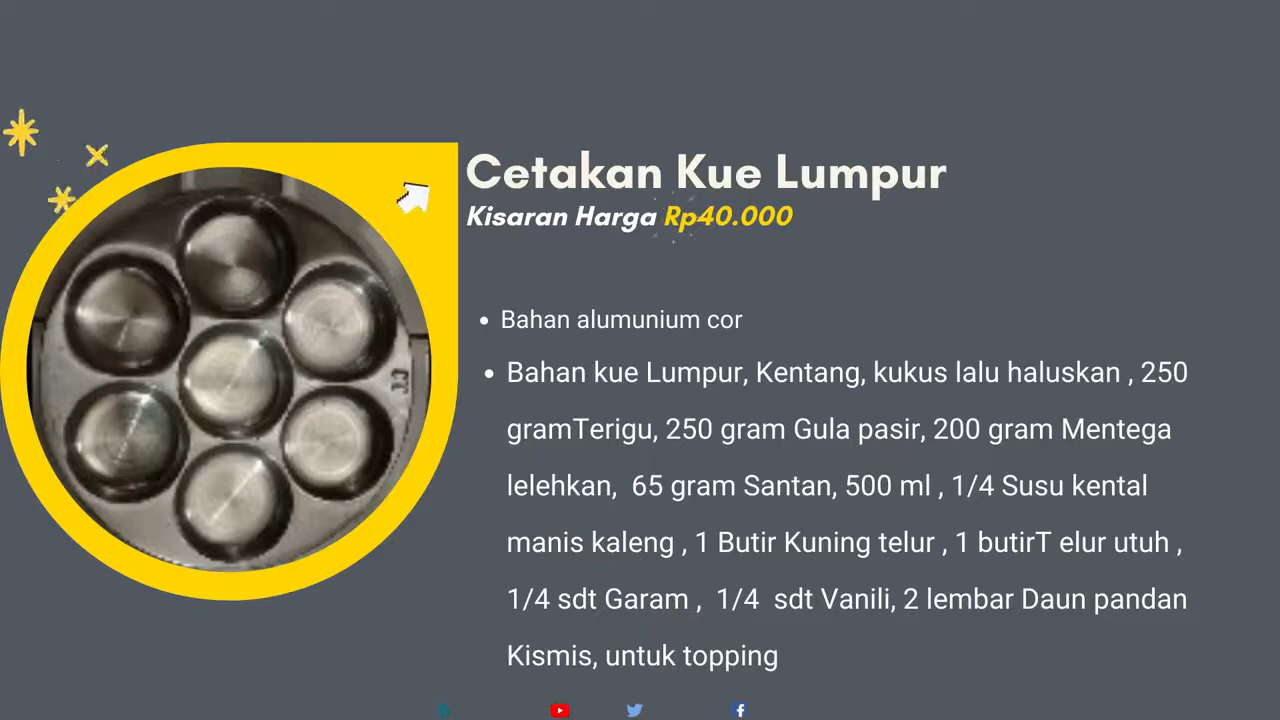 Cetakan Kue Lumpur
Kisaran Harga Rp40.000
Bahan alumunium cor
Bahan kue Lumpur, Kentang, kukus lalu haluskan , 250
gramTerigu, 250 gram Gula pasir, 200 gram Mentega
lelehkan,  65 gram Santan, 500 ml , 1/4 Susu kental
manis kaleng , 1 Butir Kuning telur , 1 butirT elur utuh ,
1/4 sdt Garam ,  1/4  sdt Vanili, 2 lembar Daun pandan
Kismis, untuk topping